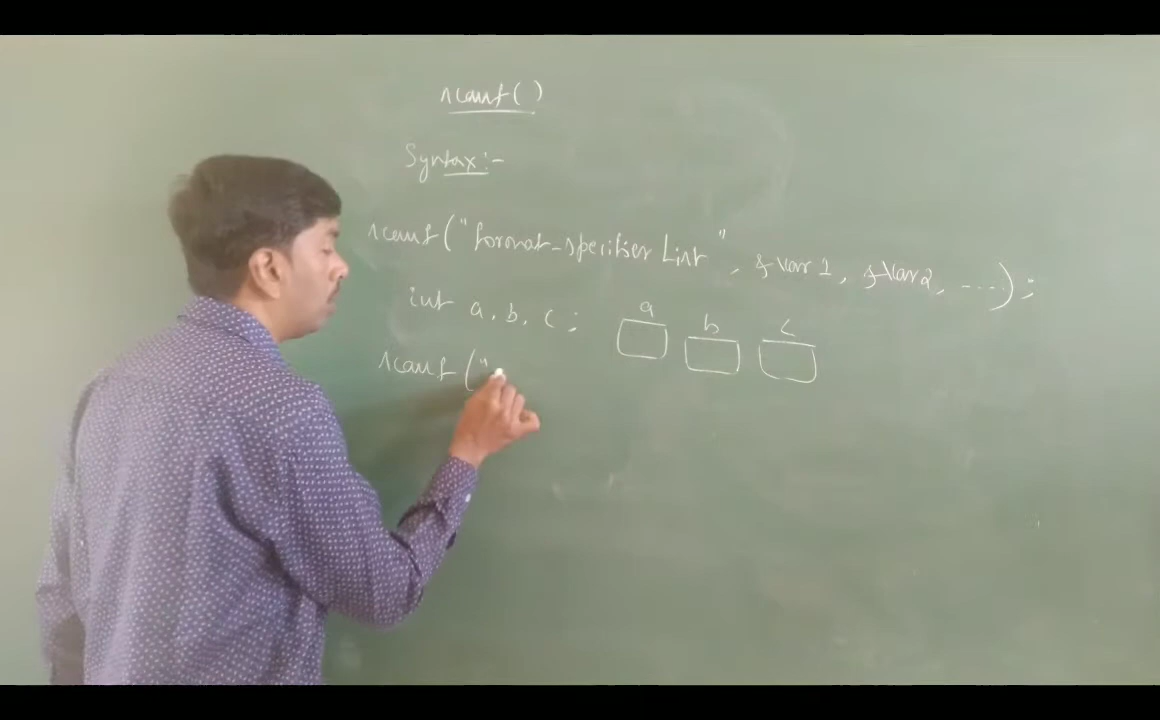 scanf()
Syntax:-
scanf("format-specifier List", &var1, &var2, ----);
int a, b, c;
a b c
scanf("